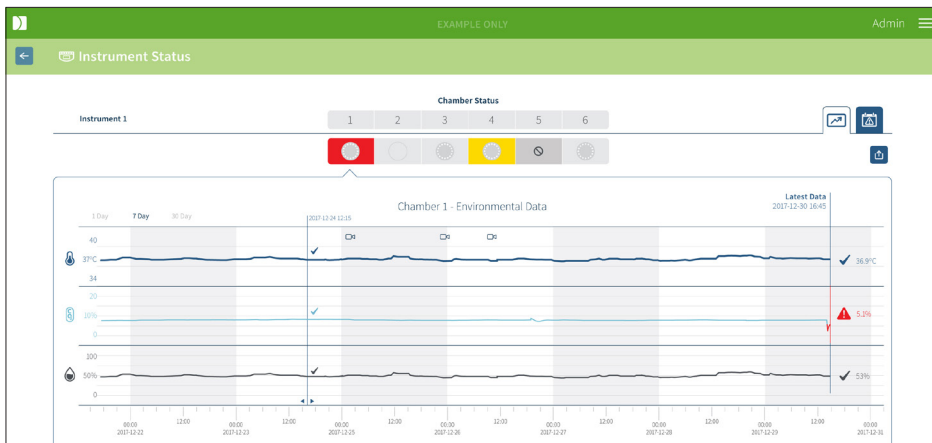 EXAMPLE ONLY
Admin
Instrument Status
Chamber Status
Instrument 1
1 2 3 4 5 6
Chamber 1 - Environmental Data
Latest Data
2017-12-30 16:45
1 Day 7 Day 30 Day
2017-12-24 12:15
40
37°C
36.9°C
34
20
10%
5.1%
0
100
50%
53%
0
00:00 12:00 00:00 12:00 00:00 12:00 00:00 12:00 00:00 12:00 00:00 12:00 00:00 12:00 00:00
2017-12-22 2017-12-23 2017-12-25 2017-12-26 2017-12-27 2017-12-28 2017-12-29 2017-12-31